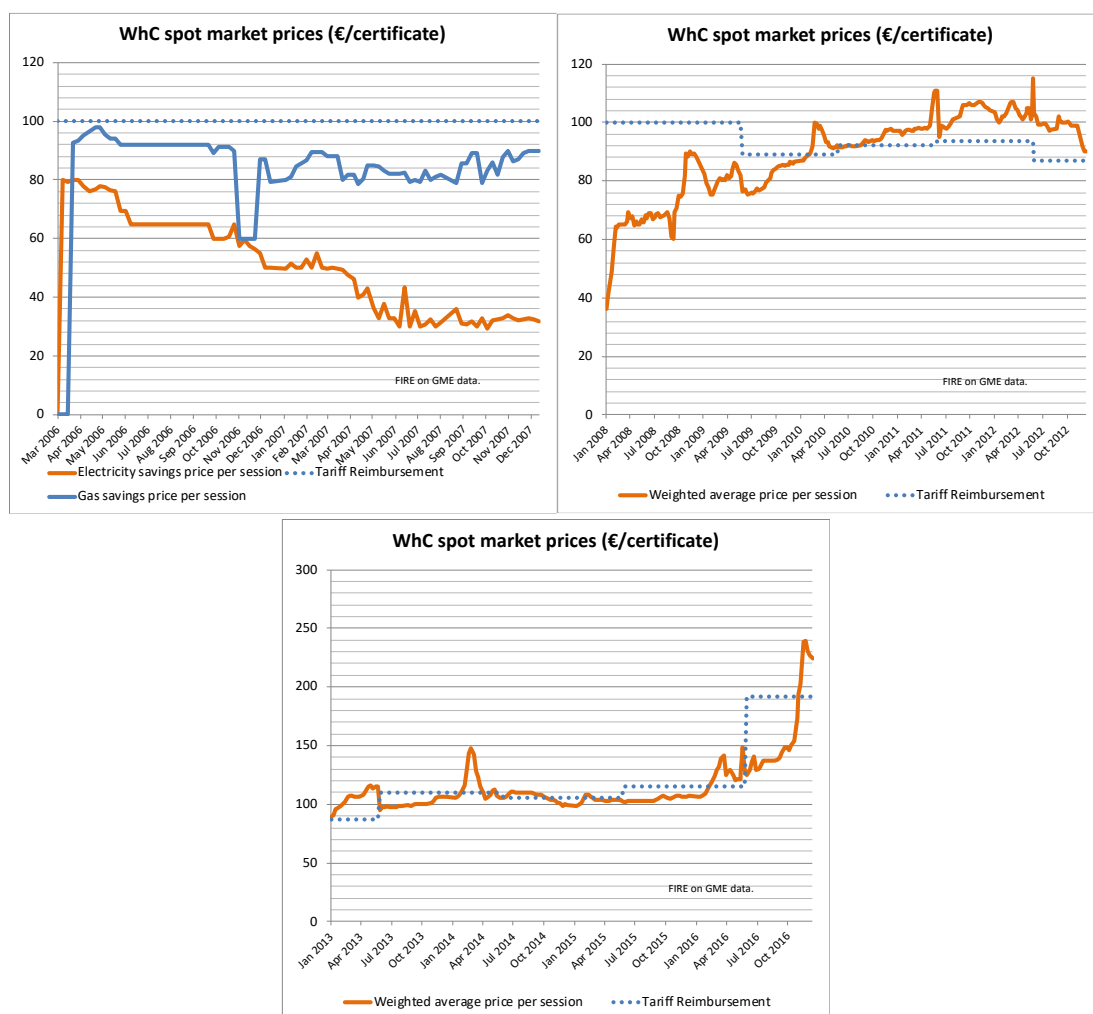 WhC spot market prices (€/certificate)
120
100
80
60
40
20
0
FIRE on GME data.
Mar 2006
Apr 2006
May 2006
Jun 2006
Jul 2006
Aug 2006
Sep 2006
Oct 2006
Nov 2006
Dec 2006
Jan 2007
Feb 2007
Mar 2007
Apr 2007
May 2007
Jun 2007
Jul 2007
Aug 2007
Sep 2007
Oct 2007
Nov 2007
Dec 2007
Electricity savings price per session
Tariff Reimbursement
Gas savings price per session
WhC spot market prices (€/certificate)
120
100
80
60
40
20
0
FIRE on GME data.
Jan 2008
Apr 2008
Jul 2008
Oct 2008
Jan 2009
Apr 2009
Jul 2009
Oct 2009
Jan 2010
Apr 2010
Jul 2010
Oct 2010
Jan 2011
Apr 2011
Jul 2011
Oct 2011
Jan 2012
Apr 2012
Jul 2012
Oct 2012
Weighted average price per session
Tariff Reimbursement
WhC spot market prices (€/certificate)
300
250
200
150
100
50
0
FIRE on GME data.
Jan 2013
Apr 2013
Jul 2013
Oct 2013
Jan 2014
Apr 2014
Jul 2014
Oct 2014
Jan 2015
Apr 2015
Jul 2015
Oct 2015
Jan 2016
Apr 2016
Jul 2016
Oct 2016
Weighted average price per session
Tariff Reimbursement